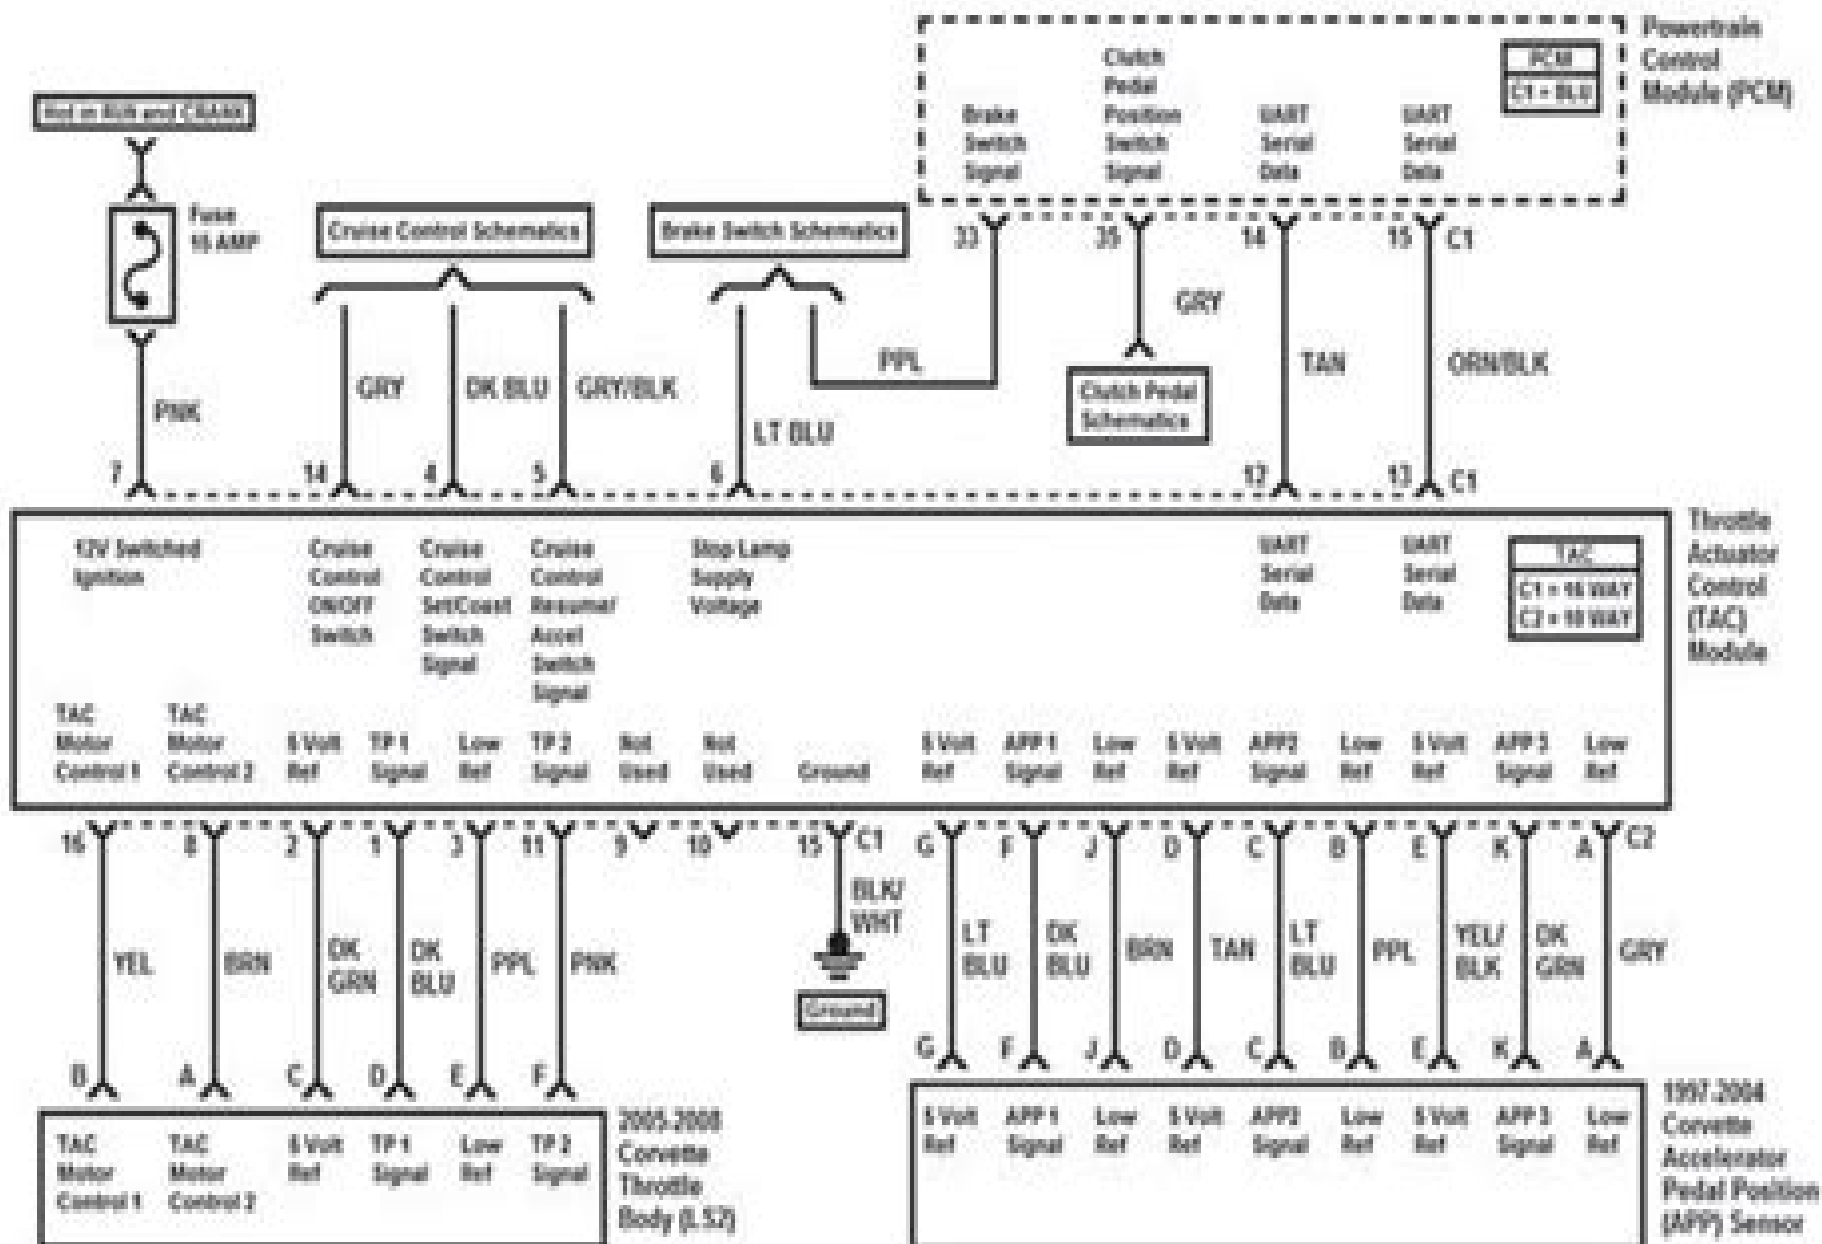 Powertrain
Control
Module (PCM)
PCM
C1 = BLU
Brake
Switch
Signal
Clutch
Pedal
Position
Switch
Signal
UART
Serial
Data
UART
Serial
Data
Hot in RUN and CRANK
Fuse
15 AMP
Cruise Control Schematics
Brake Switch Schematics
33
35
14
15
C1
GRY
PPL
TAN
ORN/BLK
Clutch Pedal
Schematics
PNK
GRY
DK BLU
GRY/BLK
LT BLU
7
14
4
5
6
12
13
C1
Throttle
Actuator
Control
(TAC)
Module
TAC
C1 = 16 WAY
C2 = 10 WAY
12V Switched
Ignition
Cruise
Control
ON/OFF
Switch
Cruise
Control
Set/Coast
Switch
Signal
Cruise
Control
Resume/
Accel
Switch
Signal
Stop Lamp
Supply
Voltage
UART
Serial
Data
UART
Serial
Data
TAC
Motor
Control 1
TAC
Motor
Control 2
5 Volt
Ref
TP 1
Signal
Low
Ref
TP 2
Signal
Not
Used
Not
Used
Ground
5 Volt
Ref
APP 1
Signal
Low
Ref
5 Volt
Ref
APP2
Signal
Low
Ref
5 Volt
Ref
APP 3
Signal
Low
Ref
16
8
2
1
3
11
9
10
15
C1
G
F
J
D
C
B
E
K
A
C2
YEL
BRN
DK
GRN
DK
BLU
PPL
PNK
BLK/
WHT
Ground
LT
BLU
DK
BLU
BRN
TAN
LT
BLU
PPL
YEL/
BLK
DK
GRN
GRY
B
A
C
D
E
F
G
F
J
D
C
B
E
K
A
TAC
Motor
Control 1
TAC
Motor
Control 2
5 Volt
Ref
TP 1
Signal
Low
Ref
TP 2
Signal
2005-2008
Corvette
Throttle
Body (LS2)
5 Volt
Ref
APP 1
Signal
Low
Ref
5 Volt
Ref
APP2
Signal
Low
Ref
5 Volt
Ref
APP 3
Signal
Low
Ref
1997-2004
Corvette
Accelerator
Pedal Position
(APP) Sensor